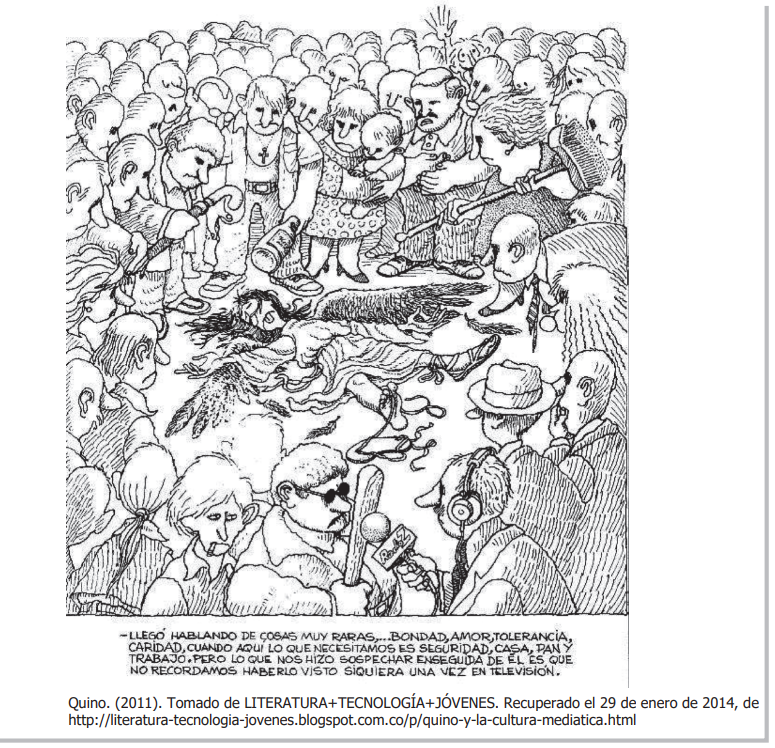 -LLEGÓ HABLANDO DE COSAS MUY RARAS,... BONDAD, AMOR, TOLERANCIA,
CARIDAD, CUANDO AQUÍ LO QUE NECESITAMOS ES SEGURIDAD, CASA, PAN Y
TRABAJO. PERO LO QUE NOS HIZO SOSPECHAR ENSEGUIDA DE ÉL ES QUE
NO RECORDAMOS HABERLO VISTO SIQUIERA UNA VEZ EN TELEVISIÓN.
Quino. (2011). Tomado de LITERATURA+TECNOLOGÍA+JÓVENES. Recuperado el 29 de enero de 2014, de
http://literatura-tecnologia-jovenes.blogspot.com.co/p/quino-y-la-cultura-mediatica.html